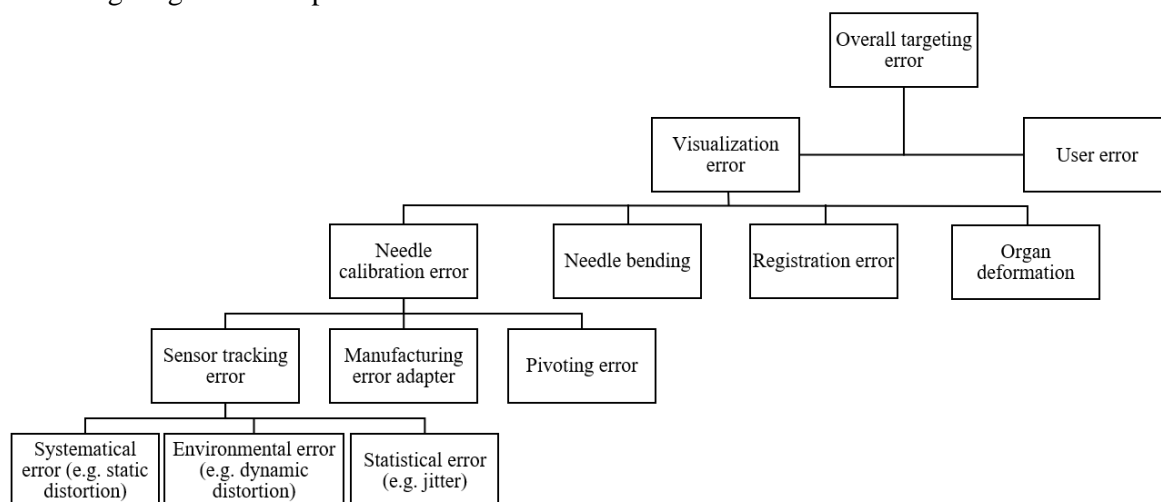 Overall targeting
error
Visualization
error
User error
Needle
calibration error
Needle bending
Registration error
Organ
deformation
Sensor tracking
error
Manufacturing
error adapter
Pivoting error
Systematical
error (e.g. static
distortion)
Environmental error
(e.g. dynamic
distortion)
Statistical error
(e.g. jitter)